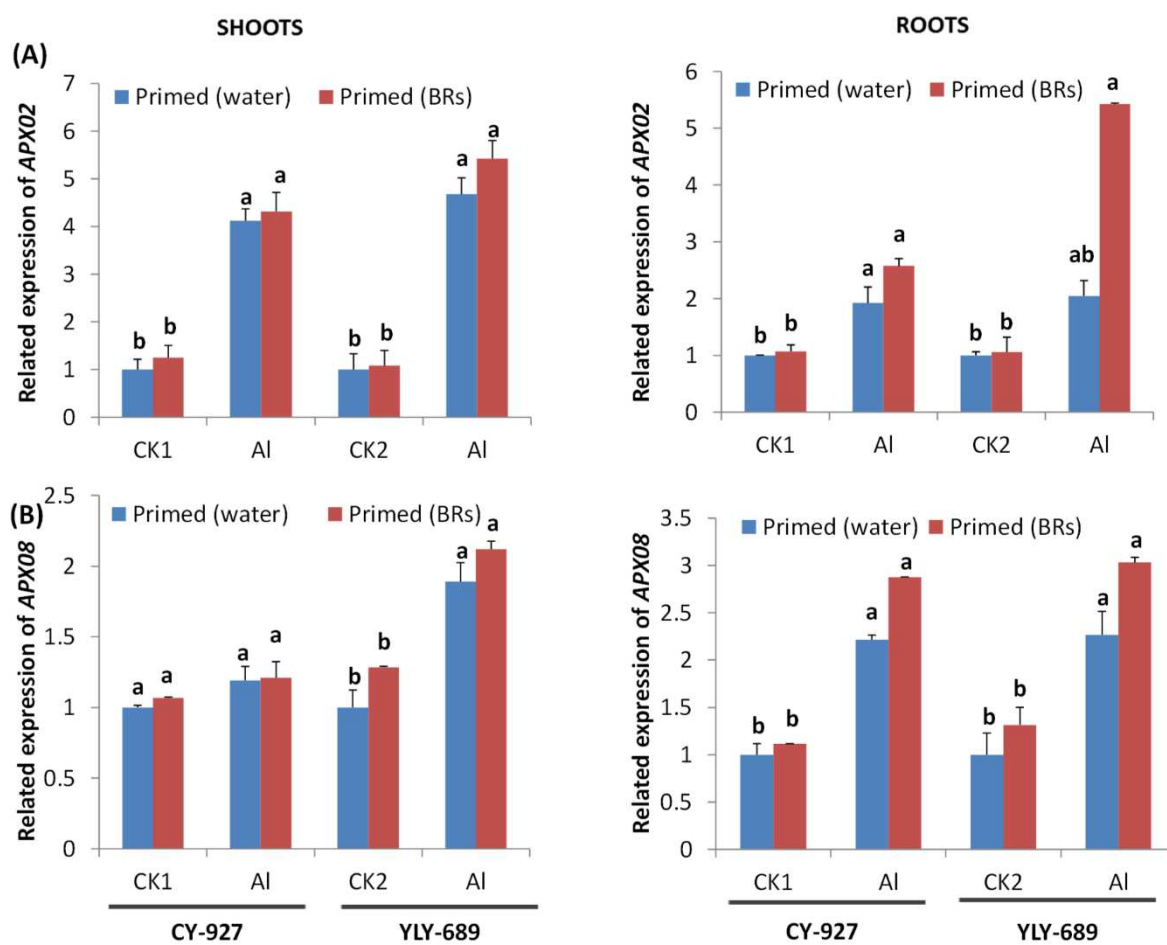 SHOOTS
ROOTS
(A)
Related expression of APX02
7
6
5
4
3
2
1
0
Primed (water) Primed (BRs)
b b a a b b a a
CK1 Al CK2 Al
Related expression of APX02
6
5
4
3
2
1
0
Primed (water) Primed (BRs)
b b a a b b ab a
CK1 Al CK2 Al
(B)
Related expression of APX08
2.5
2
1.5
1
0.5
0
Primed (water) Primed (BRs)
a a a a b b a a
CK1 Al CK2 Al
CY-927 YLY-689
Related expression of APX08
3.5
3
2.5
2
1.5
1
0.5
0
Primed (water) Primed (BRs)
b b a a b b a a
CK1 Al CK2 Al
CY-927 YLY-689